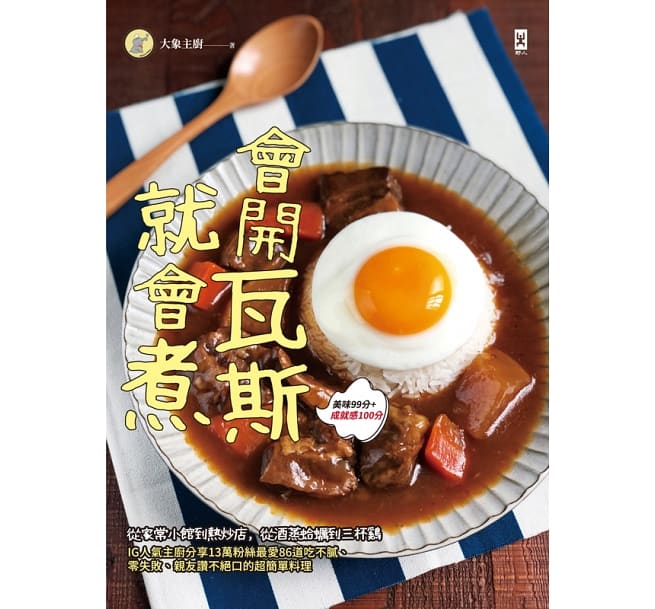 大象主廚——著
野人
會開瓦斯
就會煮
美味99分+
成就感100分
從家常小館到熱炒店，從酒蒸蛤蠣到三杯鷄
IG人氣主廚分享13萬粉絲最愛86道吃不膩、
零失敗、親友讚不絕口的超簡單料理